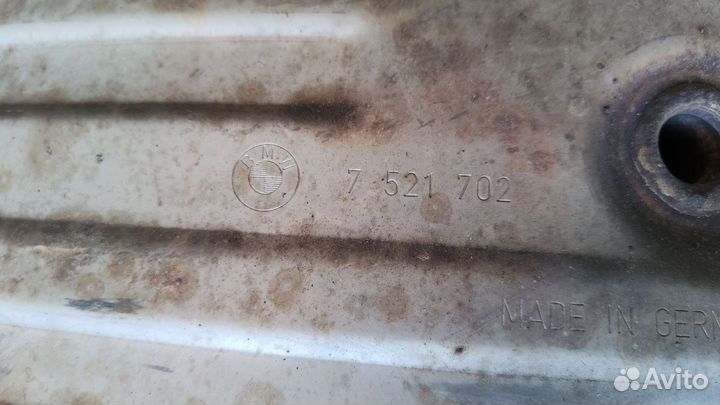 BMW
7 521 702
MADE IN GERM
Avito